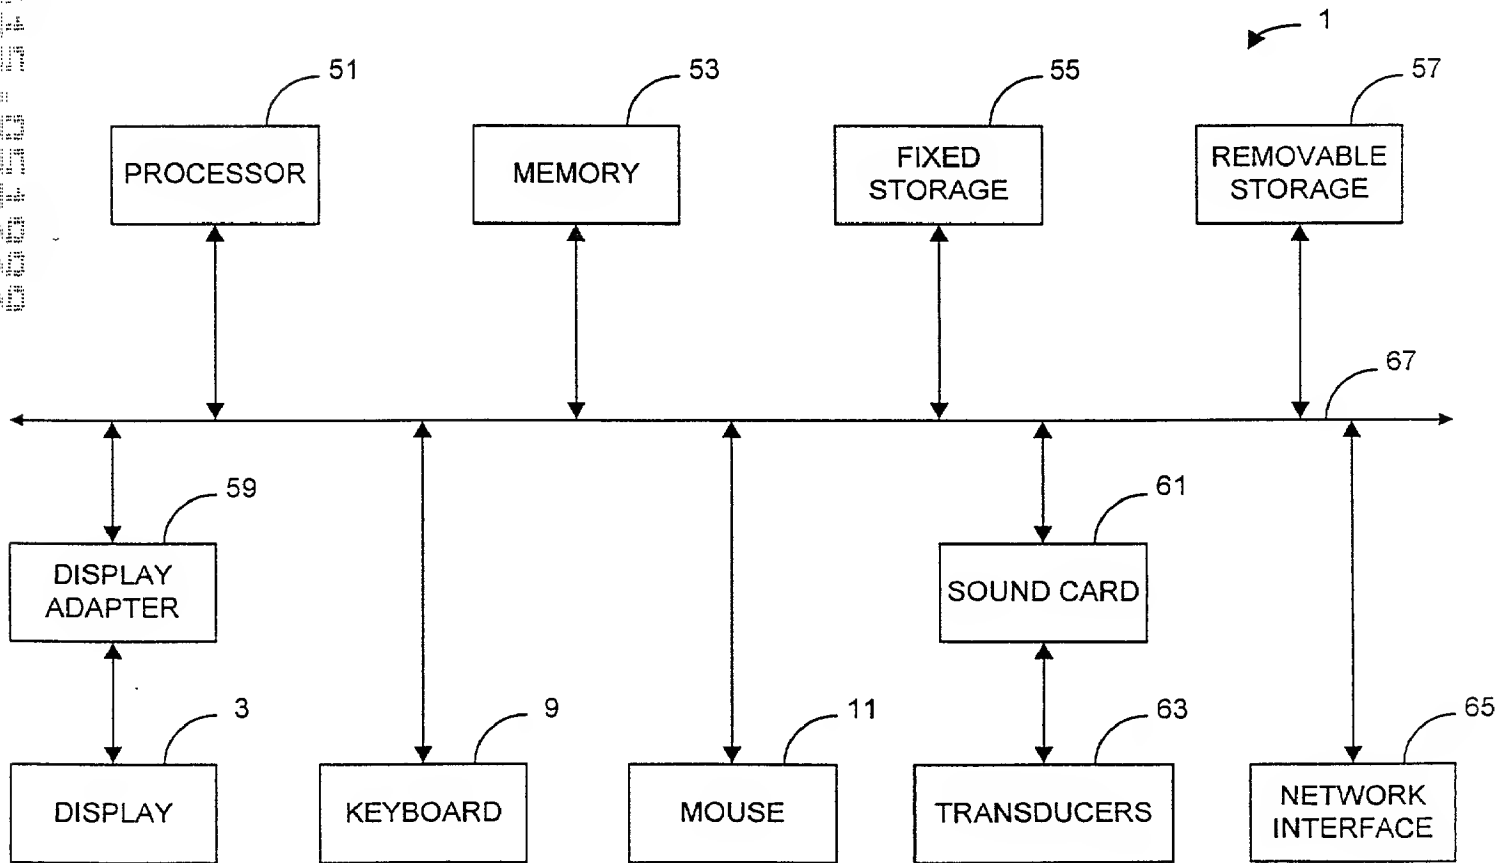 1
51
53
55
57
PROCESSOR
MEMORY
FIXED
STORAGE
REMOVABLE
STORAGE
67
59
61
DISPLAY
ADAPTER
SOUND CARD
3
9
11
63
65
DISPLAY
KEYBOARD
MOUSE
TRANSDUCERS
NETWORK
INTERFACE